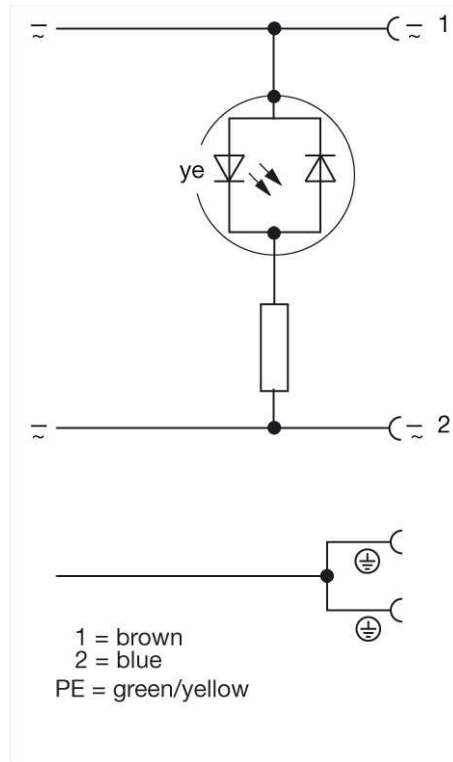 1
ye
2
1 = brown
2 = blue
PE = green/yellow